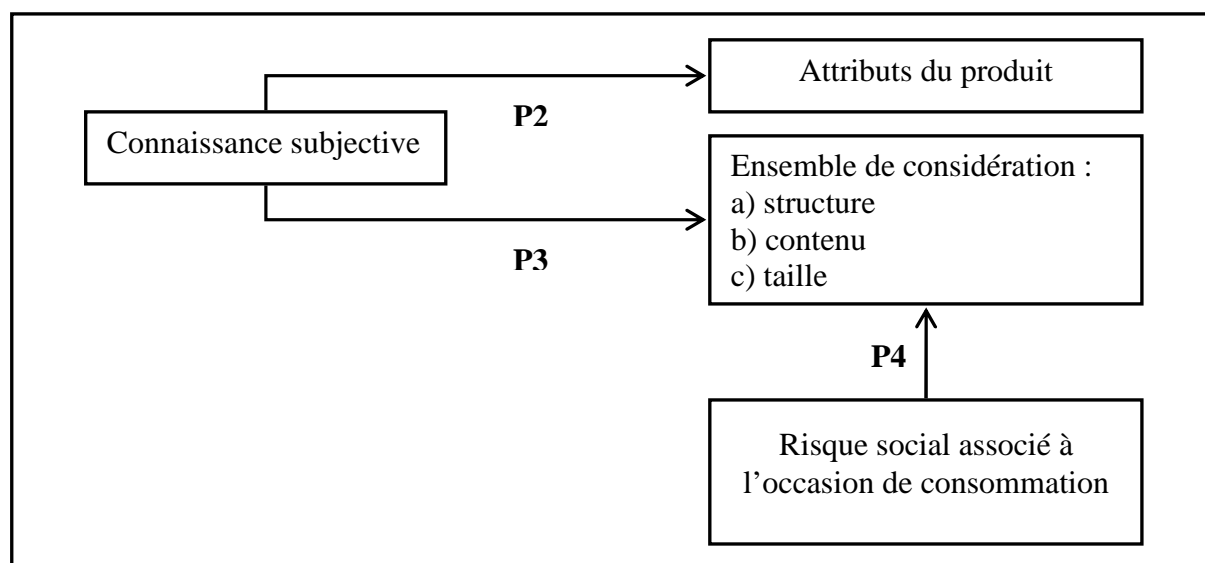 Attributs du produit
P2
Connaissance subjective
Ensemble de considération :
a) structure
b) contenu
c) taille
P3
P4
Risque social associé à
l’occasion de consommation